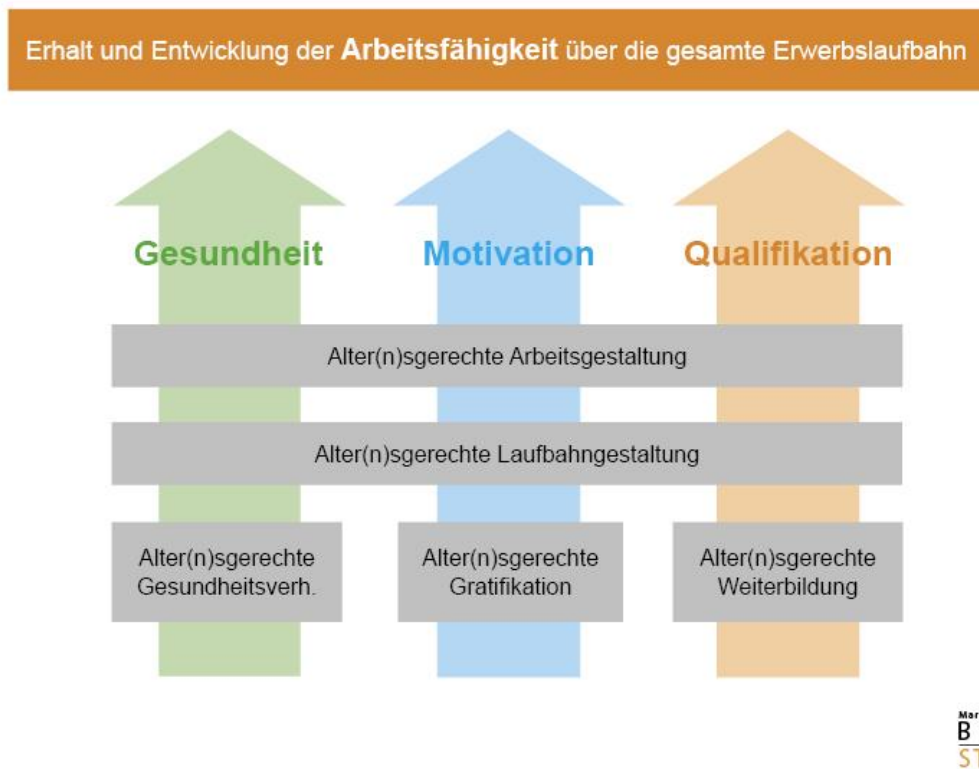 Erhalt und Entwicklung der Arbeitsfähigkeit über die gesamte Erwerbslaufbahn
Gesundheit
Motivation
Qualifikation
Alter(n)sgerechte Arbeitsgestaltung
Alter(n)sgerechte Laufbahngestaltung
Alter(n)sgerechte
Gesundheitsverh.
Alter(n)sgerechte
Gratifikation
Alter(n)sgerechte
Weiterbildung